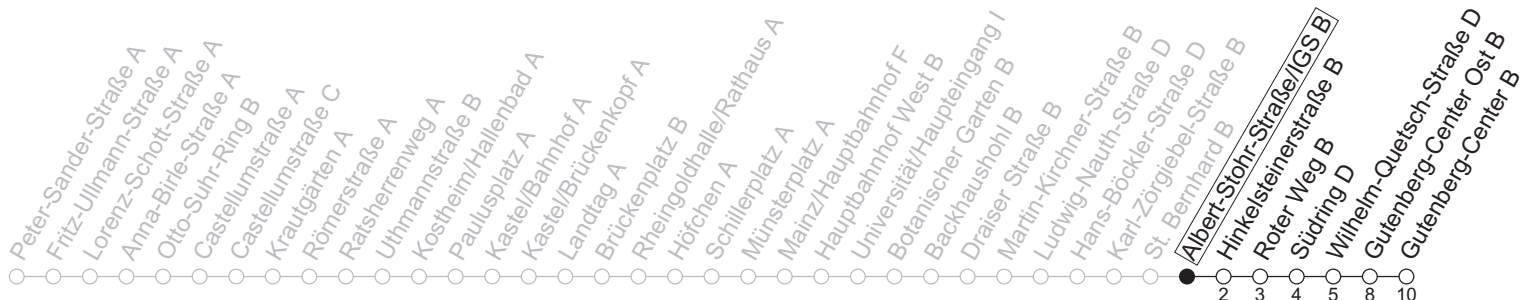 Peter-Sander-Straße A
Fritz-Ullmann-Straße A
Lorenz-Schott-Straße A
Anna-Birle-Straße A
Otto-Suhr-Ring B
Castellumstraße A
Castellumstraße C
Krautgärten A
Römerstraße A
Ratsherrenweg A
Uthmannstraße B
Kostheim/Hallenbad A
Paulusplatz A
Kastel/Bahnhof A
Kastel/Brückenkopf A
Landtag A
Brückenplatz B
Rheingoldhalle/Rathaus A
Höfchen A
Schillerplatz A
Münsterplatz A
Mainz/Hauptbahnhof F
Hauptbahnhof West B
Universität/Haupteingang I
Botanischer Garten B
Backhaushohl B
Draiser Straße B
Martin-Kirchner-Straße B
Ludwig-Nauth-Straße D
Hans-Böckler-Straße D
Karl-Zörgiebel-Straße B
St. Bernhard B
Albert-Stohr-Straße/IGS B
Hinkelsteinerstraße B
Roter Weg B
Südring D
Wilhelm-Quetsch-Straße D
Gutenberg-Center Ost B
Gutenberg-Center B
2 3 4 5 8 10